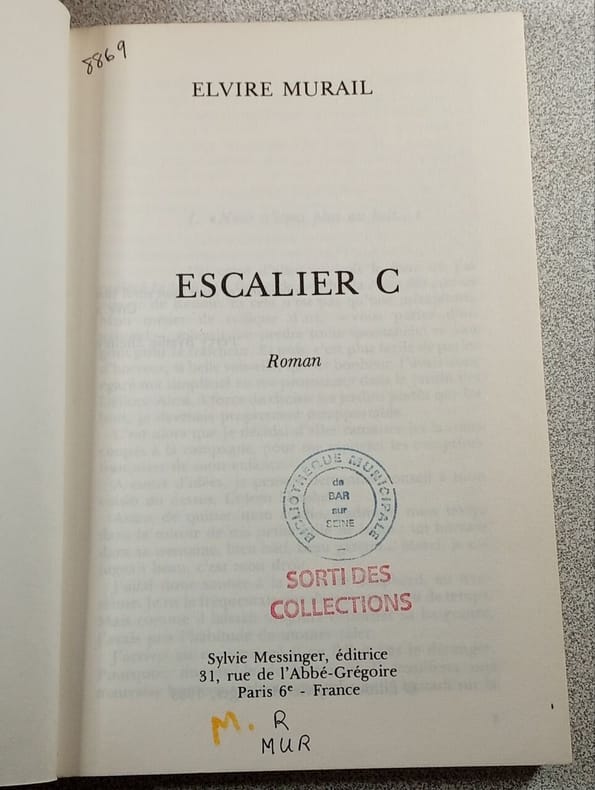 8869
ELVIRE MURAIL
ESCALIER C
Roman
BIBLIOTHEQUE MUNICIPALE
de
BAR
sur
SEINE
SORTI DES
COLLECTIONS
Sylvie Messinger, éditrice
31, rue de l'Abbé-Grégoire
Paris 6e - France
M. R
MUR